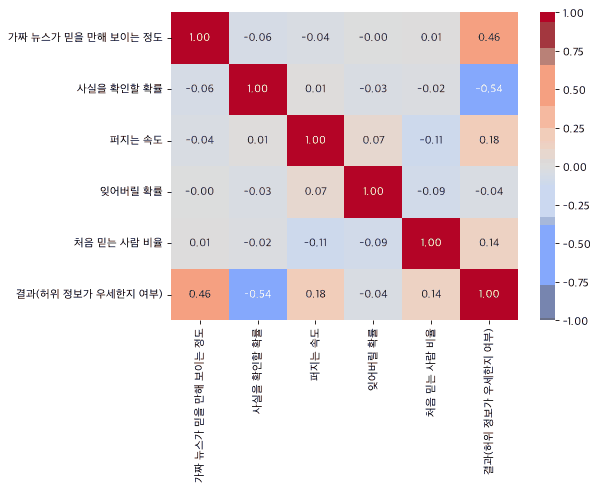 가짜 뉴스가 믿을 만해 보이는 정도 1.00 -0.06 -0.04 -0.00 0.01 0.46
사실을 확인할 확률 -0.06 1.00 0.01 -0.03 -0.02 -0.54
퍼지는 속도 -0.04 0.01 1.00 0.07 -0.11 0.18
잊어버릴 확률 -0.00 -0.03 0.07 1.00 -0.09 -0.04
처음 믿는 사람 비율 0.01 -0.02 -0.11 -0.09 1.00 0.14
결과(허위 정보가 우세한지 여부) 0.46 -0.54 0.18 -0.04 0.14 1.00
가짜 뉴스가 믿을 만해 보이는 정도
사실을 확인할 확률
퍼지는 속도
잊어버릴 확률
처음 믿는 사람 비율
결과(허위 정보가 우세한지 여부)
1.00
0.75
0.50
0.25
0.00
-0.25
-0.50
-0.75
-1.00